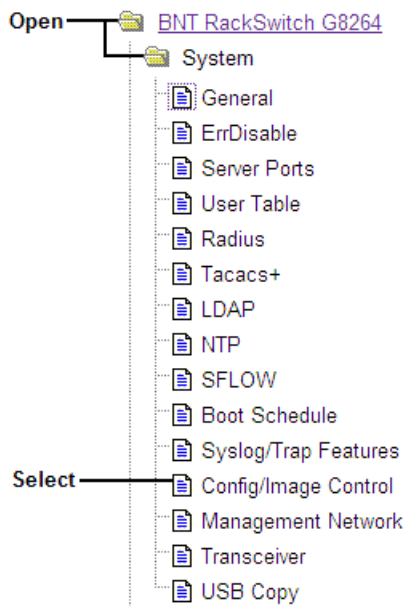 Open BNT RackSwitch G8264
System
General
ErrDisable
Server Ports
User Table
Radius
Tacacs+
LDAP
NTP
SFLOW
Boot Schedule
Syslog/Trap Features
Select Config/Image Control
Management Network
Transceiver
USB Copy